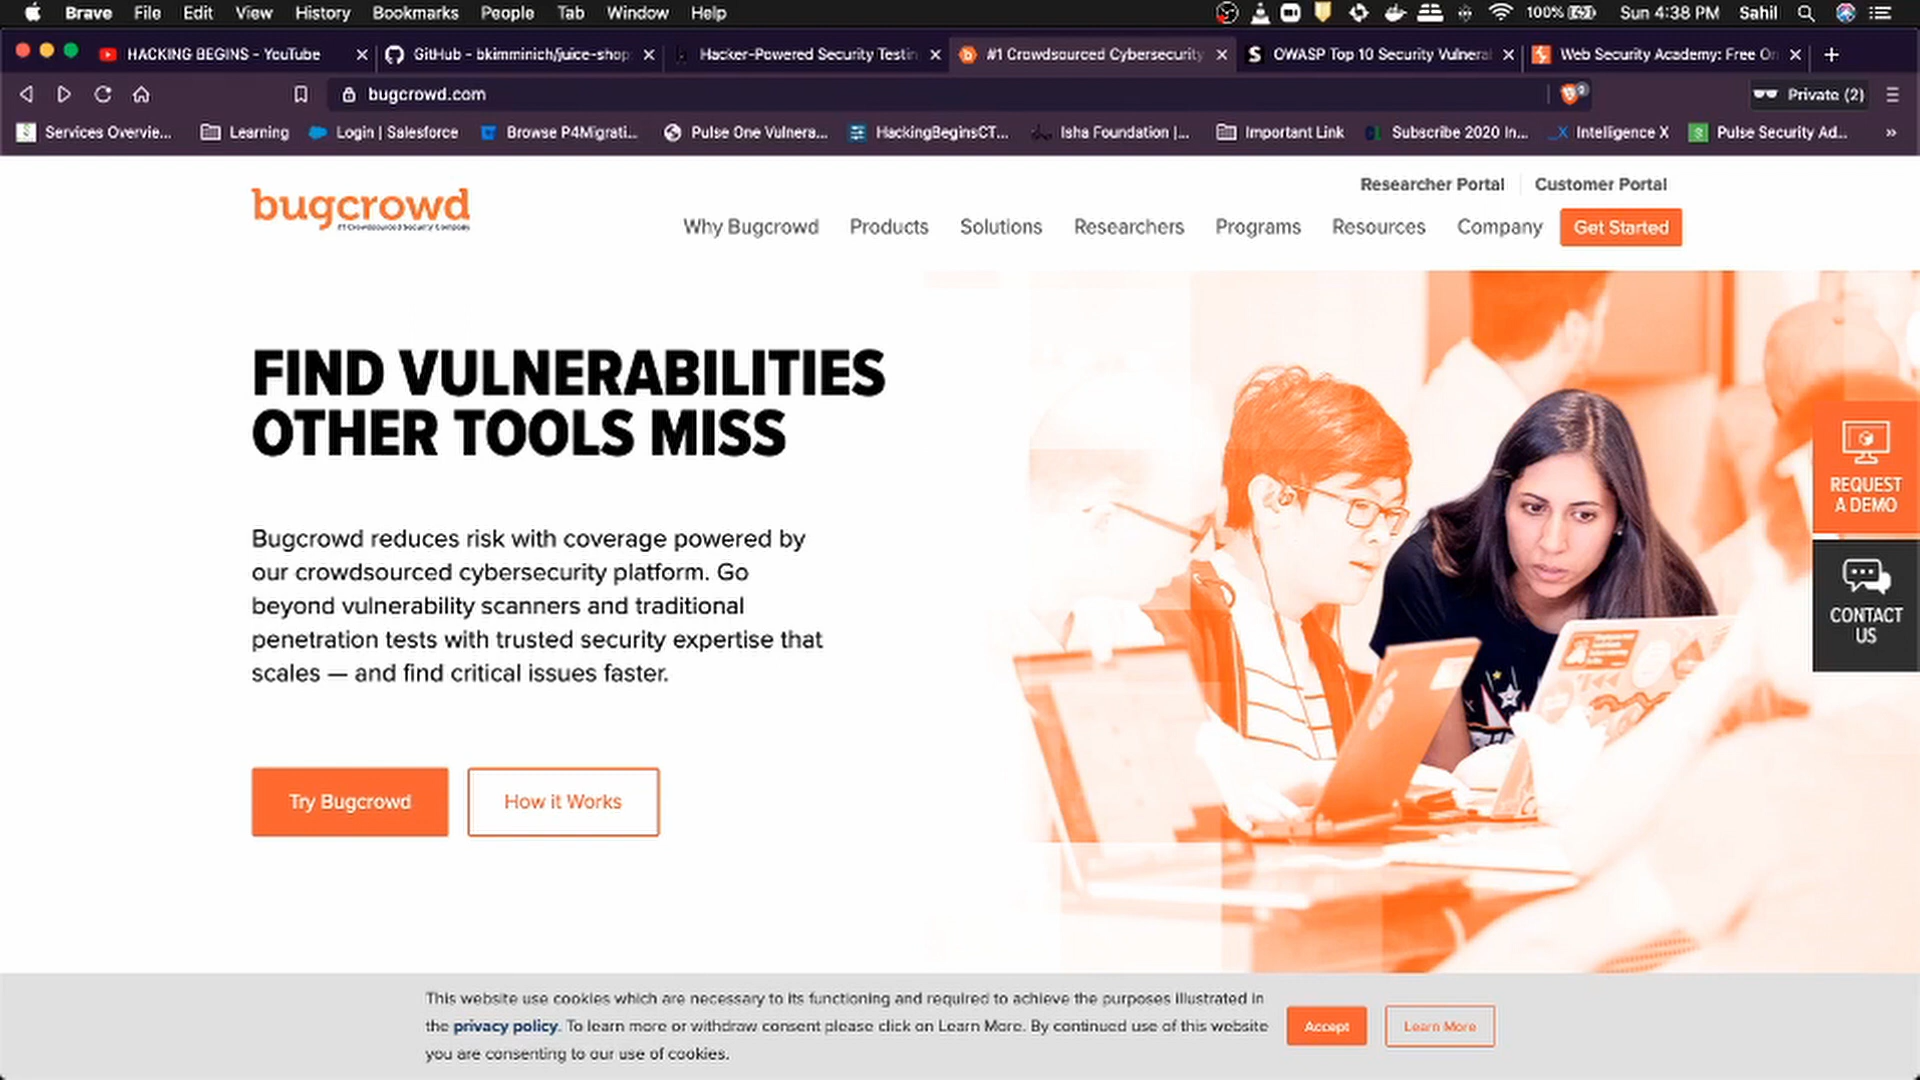 Brave File Edit View History Bookmarks People Tab Window Help 100% Sun 4:38 PM Sahil
HACKING BEGINS - YouTube GitHub - bkimminich/juice-shop: Hacker-Powered Security Testin #1 Crowdsourced Cybersecurity OWASP Top 10 Security Vulneral Web Security Academy: Free On
bugcrowd.com Private (2)
Services Overvie... Learning Login | Salesforce Browse P4Migrati... Pulse One Vulnera... HackingBeginsCT... Isha Foundation |... Important Link Subscribe 2020 In... Intelligence X Pulse Security Ad... »
Researcher Portal Customer Portal
bugcrowd
#1 Crowdsourced Security Company
Why Bugcrowd Products Solutions Researchers Programs Resources Company Get Started
FIND VULNERABILITIES
OTHER TOOLS MISS
Bugcrowd reduces risk with coverage powered by
our crowdsourced cybersecurity platform. Go
beyond vulnerability scanners and traditional
penetration tests with trusted security expertise that
scales — and find critical issues faster.
Try Bugcrowd How it Works
REQUEST
A DEMO
CONTACT
US
This website use cookies which are necessary to its functioning and required to achieve the purposes illustrated in
the privacy policy. To learn more or withdraw consent please click on Learn More. By continued use of this website
you are consenting to our use of cookies.
Accept Learn More